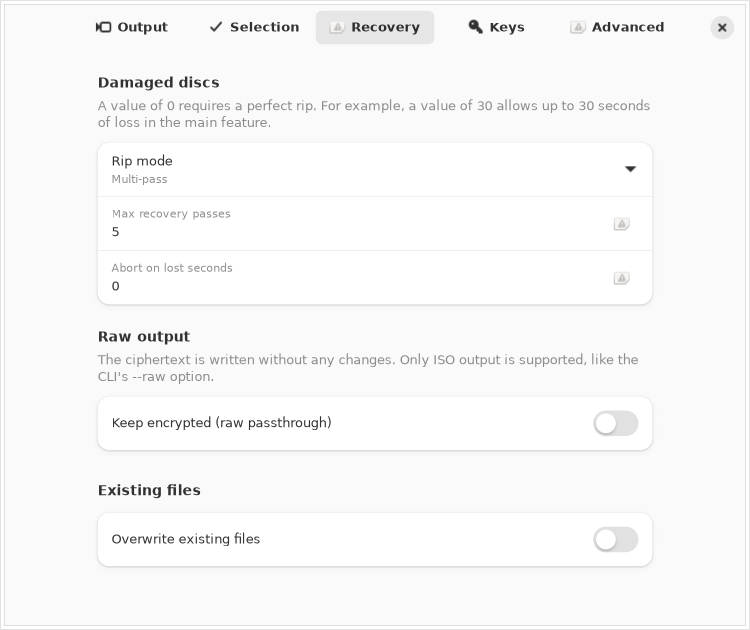 Output
Selection
Recovery
Keys
Advanced
Damaged discs
A value of 0 requires a perfect rip. For example, a value of 30 allows up to 30 seconds
of loss in the main feature.
Rip mode
Multi-pass
Max recovery passes
5
Abort on lost seconds
0
Raw output
The ciphertext is written without any changes. Only ISO output is supported, like the
CLI's --raw option.
Keep encrypted (raw passthrough)
Existing files
Overwrite existing files